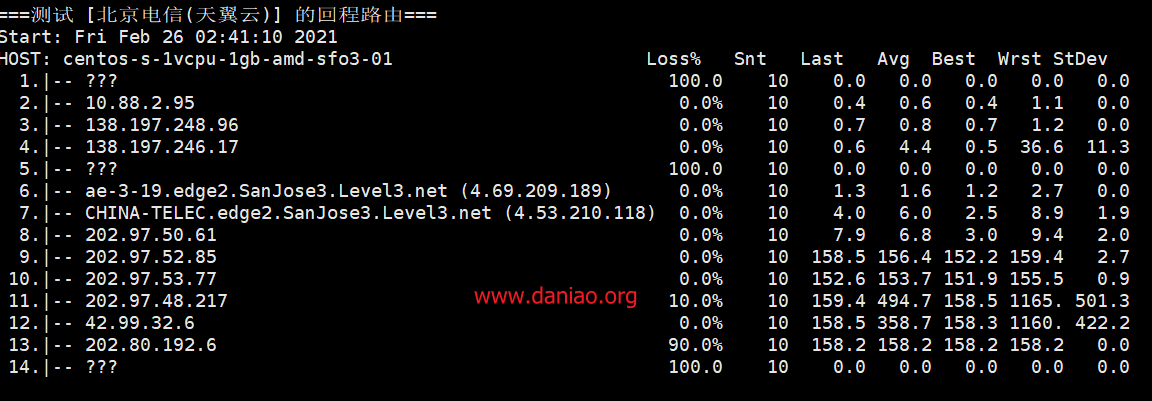 ===测试 [北京电信(天翼云)] 的回程路由===
Start: Fri Feb 26 02:41:10 2021
HOST: centos-s-1vcpu-1gb-amd-sfo3-01 Loss% Snt Last Avg Best Wrst StDev
1.|-- ??? 100.0 10 0.0 0.0 0.0 0.0 0.0
2.|-- 10.88.2.95 0.0% 10 0.4 0.6 0.4 1.1 0.0
3.|-- 138.197.248.96 0.0% 10 0.7 0.8 0.7 1.2 0.0
4.|-- 138.197.246.17 0.0% 10 0.6 4.4 0.5 36.6 11.3
5.|-- ??? 100.0 10 0.0 0.0 0.0 0.0 0.0
6.|-- ae-3-19.edge2.SanJose3.Level3.net (4.69.209.189) 0.0% 10 1.3 1.6 1.2 2.7 0.0
7.|-- CHINA-TELEC.edge2.SanJose3.Level3.net (4.53.210.118) 0.0% 10 4.0 6.0 2.5 8.9 1.9
8.|-- 202.97.50.61 0.0% 10 7.9 6.8 3.0 9.4 2.0
9.|-- 202.97.52.85 0.0% 10 158.5 156.4 152.2 159.4 2.7
10.|-- 202.97.53.77 0.0% 10 152.6 153.7 151.9 155.5 0.9
11.|-- 202.97.48.217 10.0% 10 159.4 494.7 158.5 1165. 501.3
www.daniao.org
12.|-- 42.99.32.6 0.0% 10 158.5 358.7 158.3 1160. 422.2
13.|-- 202.80.192.6 90.0% 10 158.2 158.2 158.2 158.2 0.0
14.|-- ??? 100.0 10 0.0 0.0 0.0 0.0 0.0